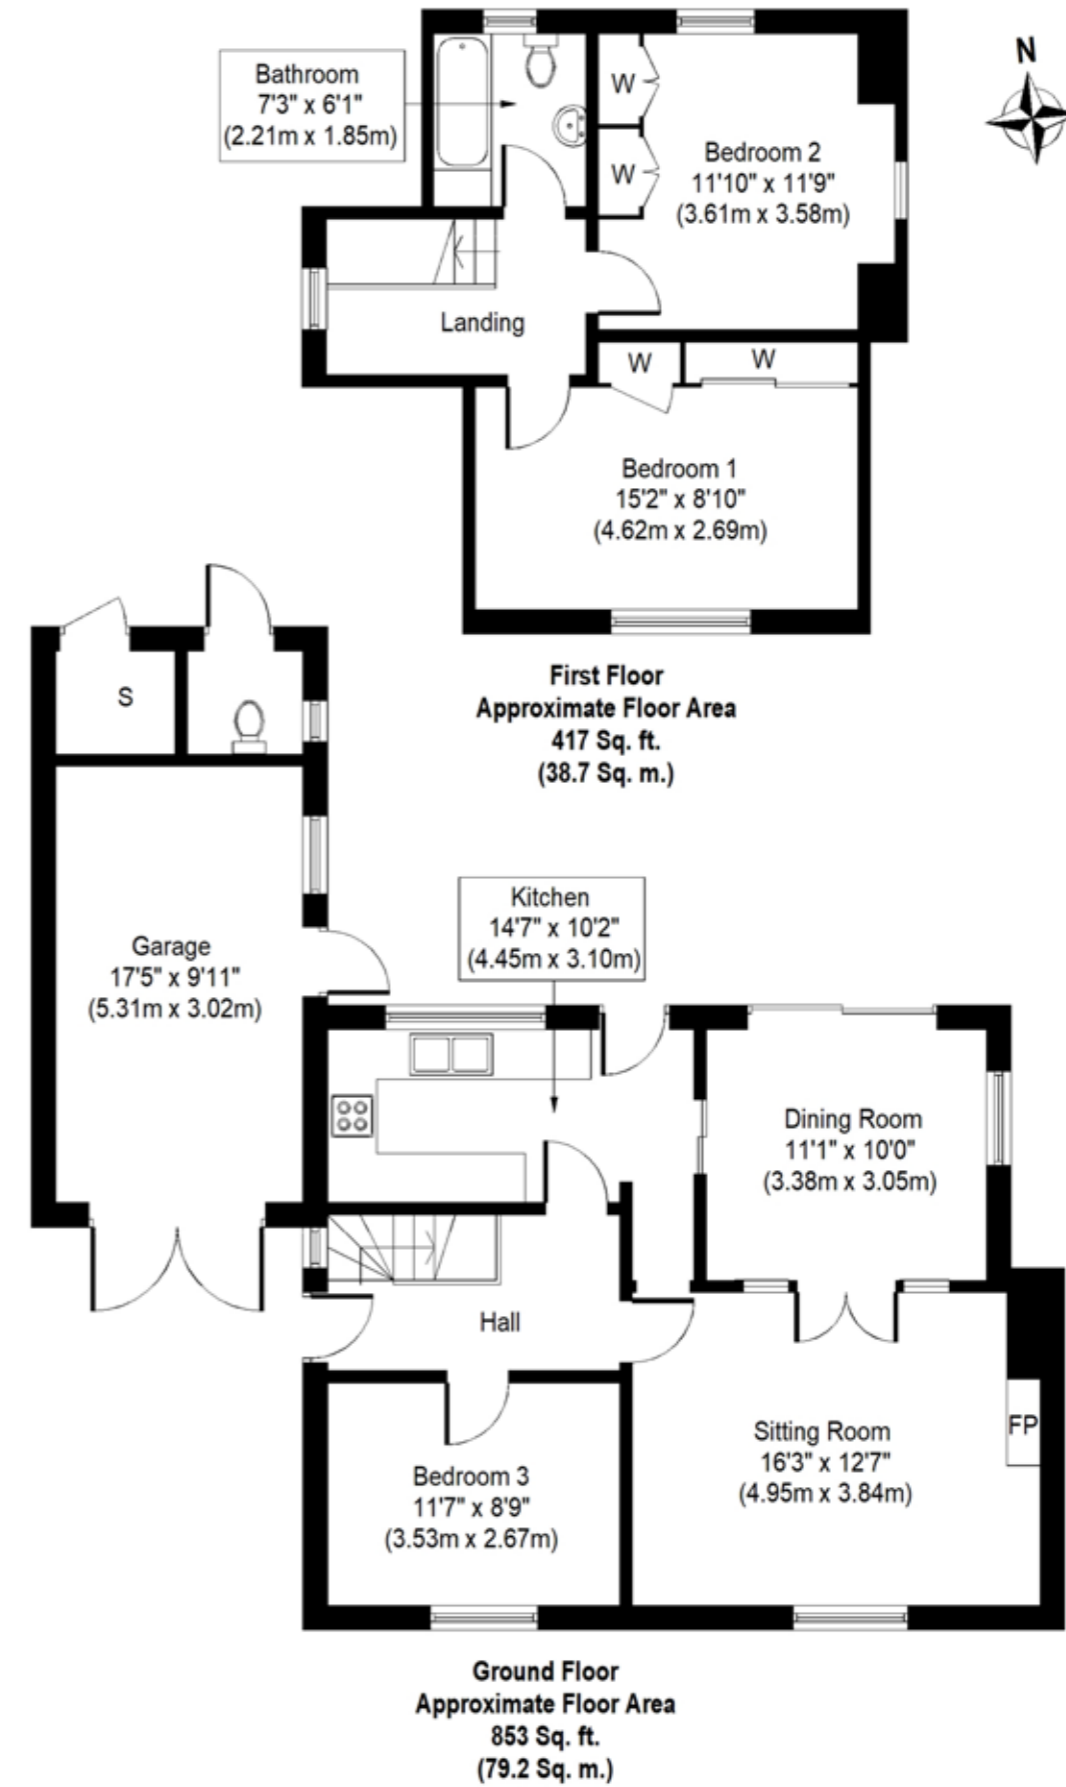 N
Bathroom
7'3" x 6'1"
(2.21m x 1.85m)
W
W
Bedroom 2
11'10" x 11'9"
(3.61m x 3.58m)
Landing
W
W
Bedroom 1
15'2" x 8'10"
(4.62m x 2.69m)
First Floor
Approximate Floor Area
417 Sq. ft.
(38.7 Sq. m.)
S
Garage
17'5" x 9'11"
(5.31m x 3.02m)
Kitchen
14'7" x 10'2"
(4.45m x 3.10m)
Dining Room
11'1" x 10'0"
(3.38m x 3.05m)
Hall
Sitting Room
16'3" x 12'7"
(4.95m x 3.84m)
FP
Bedroom 3
11'7" x 8'9"
(3.53m x 2.67m)
Ground Floor
Approximate Floor Area
853 Sq. ft.
(79.2 Sq. m.)